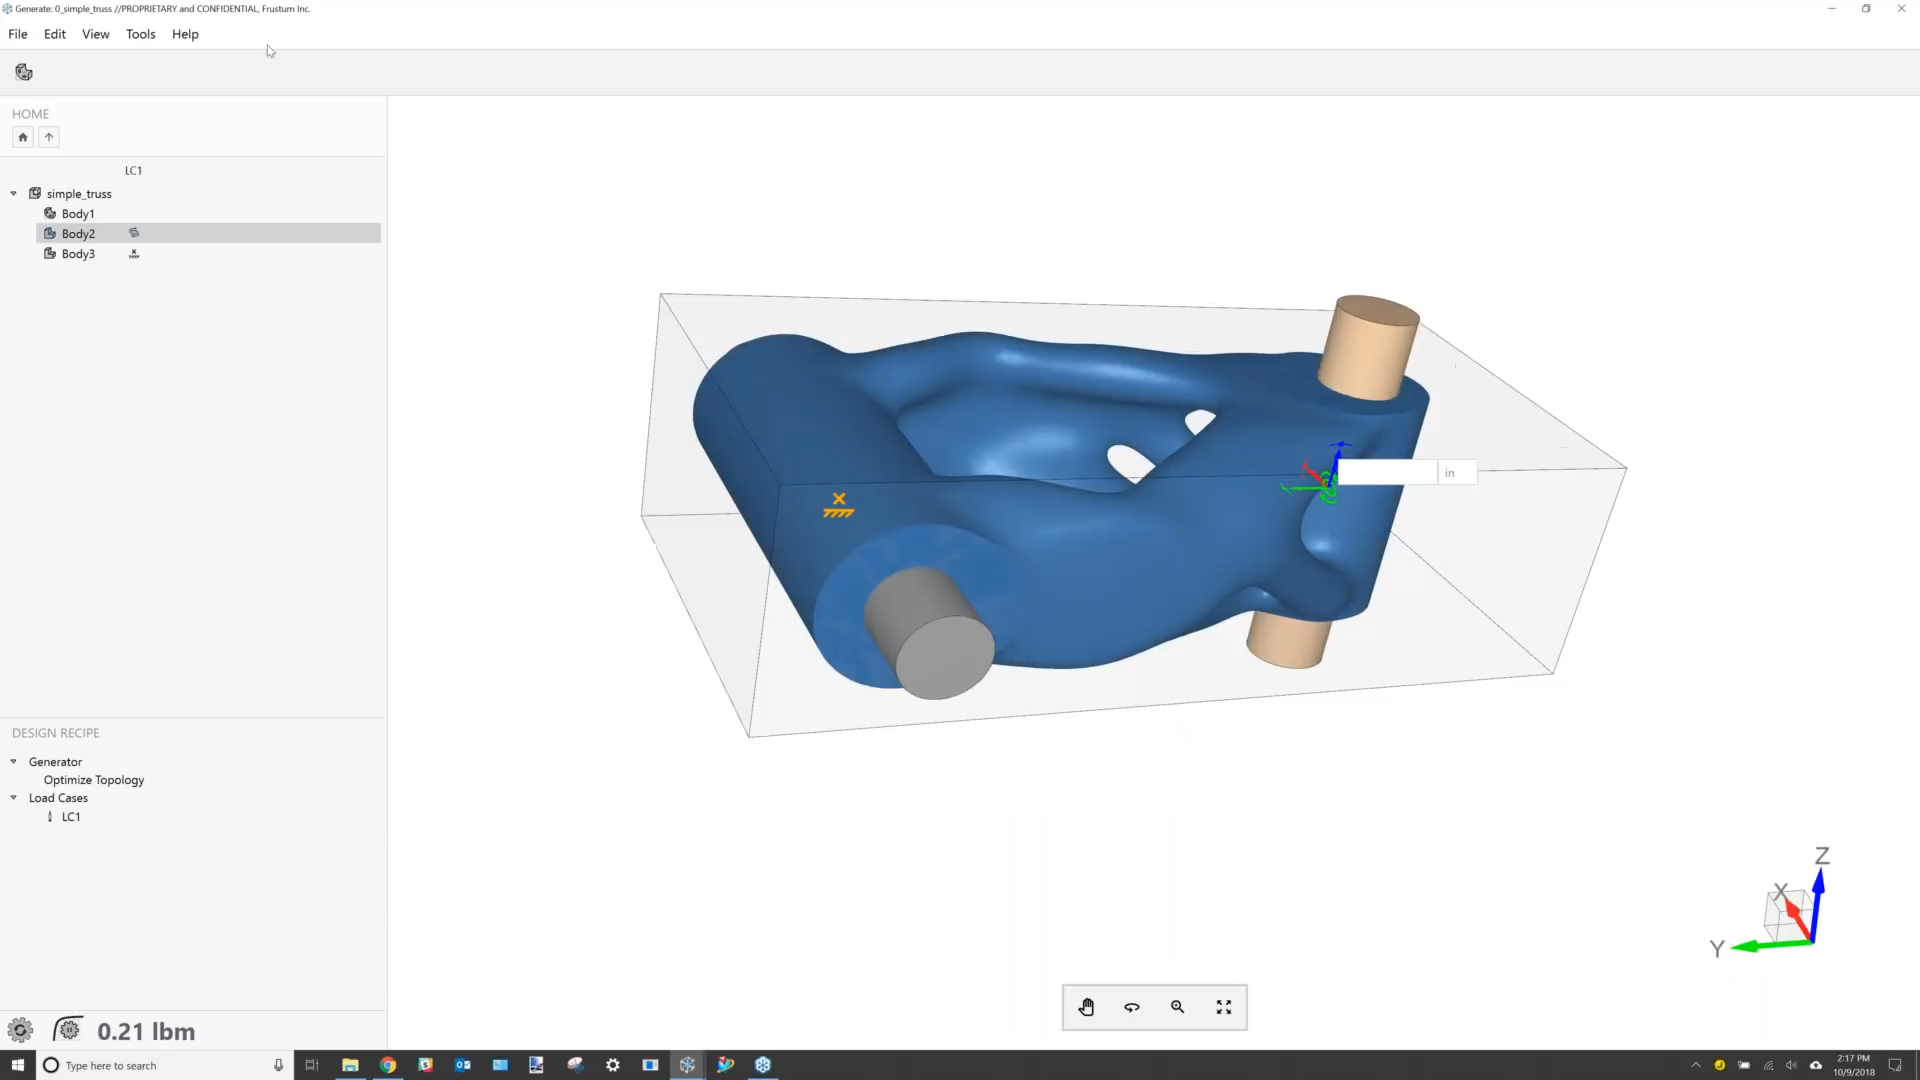 Generate: 0_simple_truss //PROPRIETARY and CONFIDENTIAL, Frustum Inc.
File Edit View Tools Help
HOME
LC1
simple_truss
Body1
Body2
Body3
in
DESIGN RECIPE
Generator
Optimize Topology
Load Cases
LC1
Z
X
Y
0.21 lbm
Type here to search
2:17 PM
10/9/2018